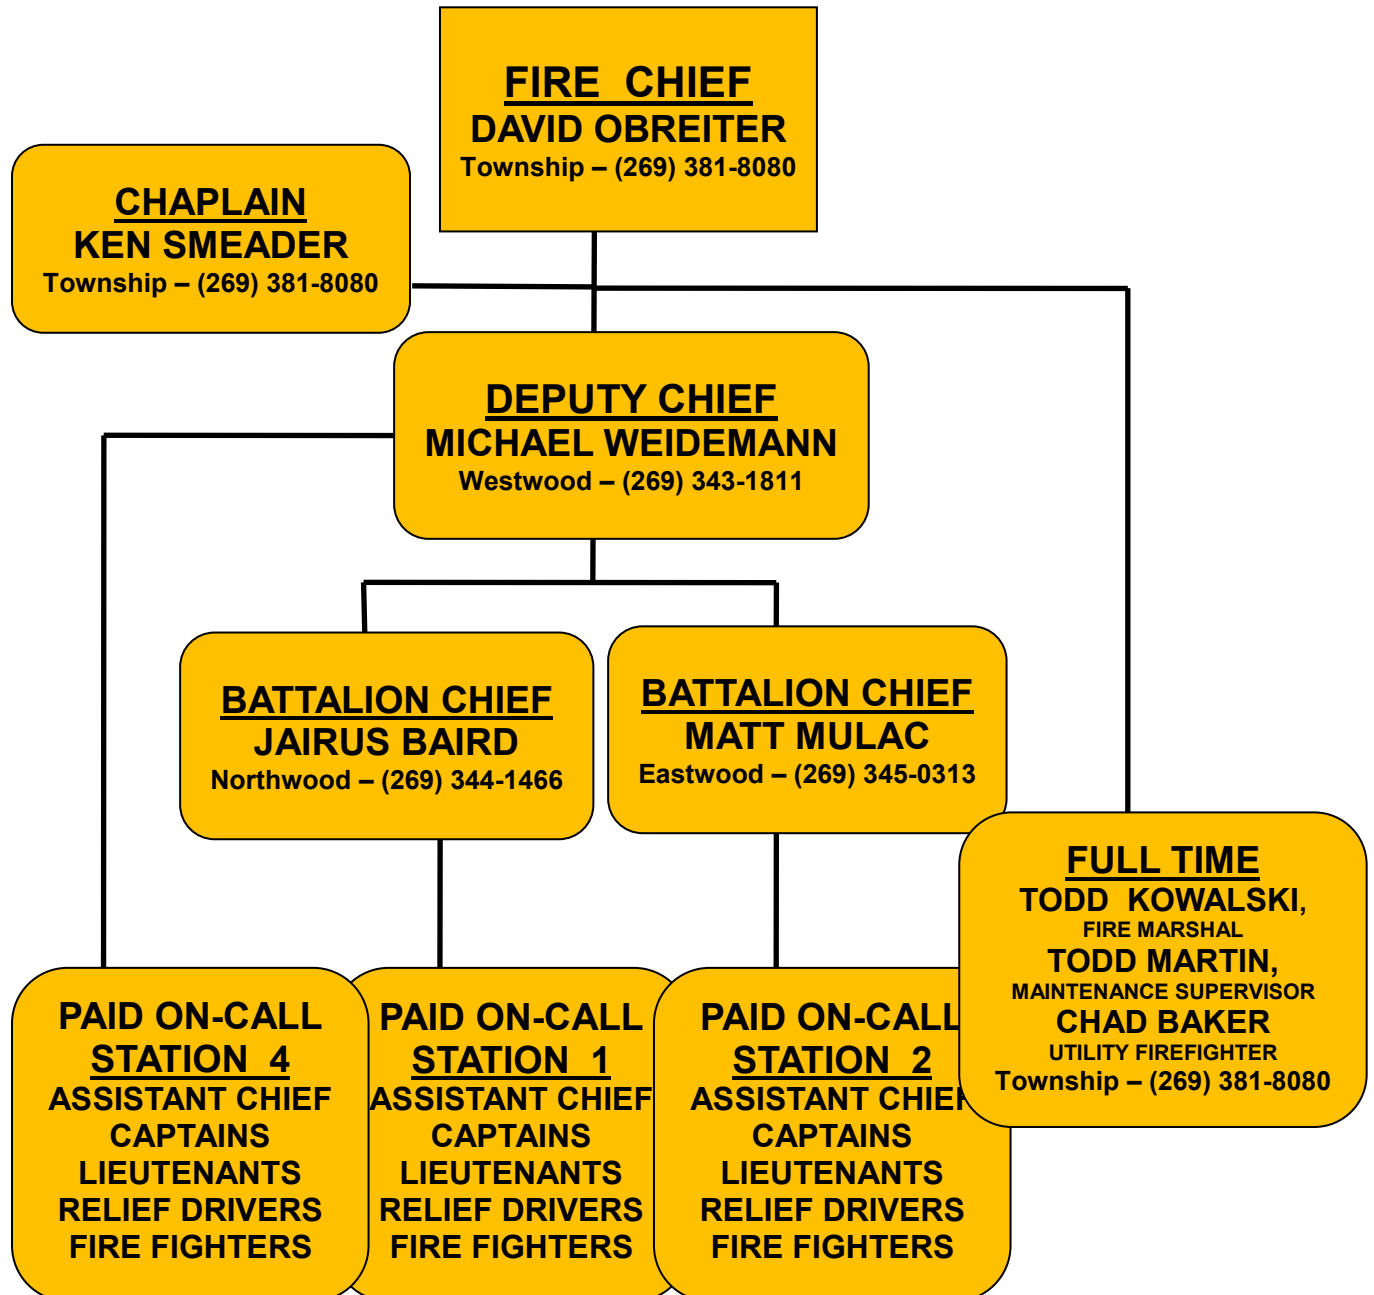 FIRE CHIEF
DAVID OBREITER
Township – (269) 381-8080
CHAPLAIN
KEN SMEADER
Township – (269) 381-8080
DEPUTY CHIEF
MICHAEL WEIDEMANN
Westwood – (269) 343-1811
BATTALION CHIEF
JAIRUS BAIRD
Northwood – (269) 344-1466
BATTALION CHIEF
MATT MULAC
Eastwood – (269) 345-0313
FULL TIME
TODD KOWALSKI,
FIRE MARSHAL
TODD MARTIN,
MAINTENANCE SUPERVISOR
CHAD BAKER
UTILITY FIREFIGHTER
Township – (269) 381-8080
PAID ON-CALL
STATION 4
ASSISTANT CHIEF
CAPTAINS
LIEUTENANTS
RELIEF DRIVERS
FIRE FIGHTERS
PAID ON-CALL
STATION 1
ASSISTANT CHIEF
CAPTAINS
LIEUTENANTS
RELIEF DRIVERS
FIRE FIGHTERS
PAID ON-CALL
STATION 2
ASSISTANT CHIEF
CAPTAINS
LIEUTENANTS
RELIEF DRIVERS
FIRE FIGHTERS